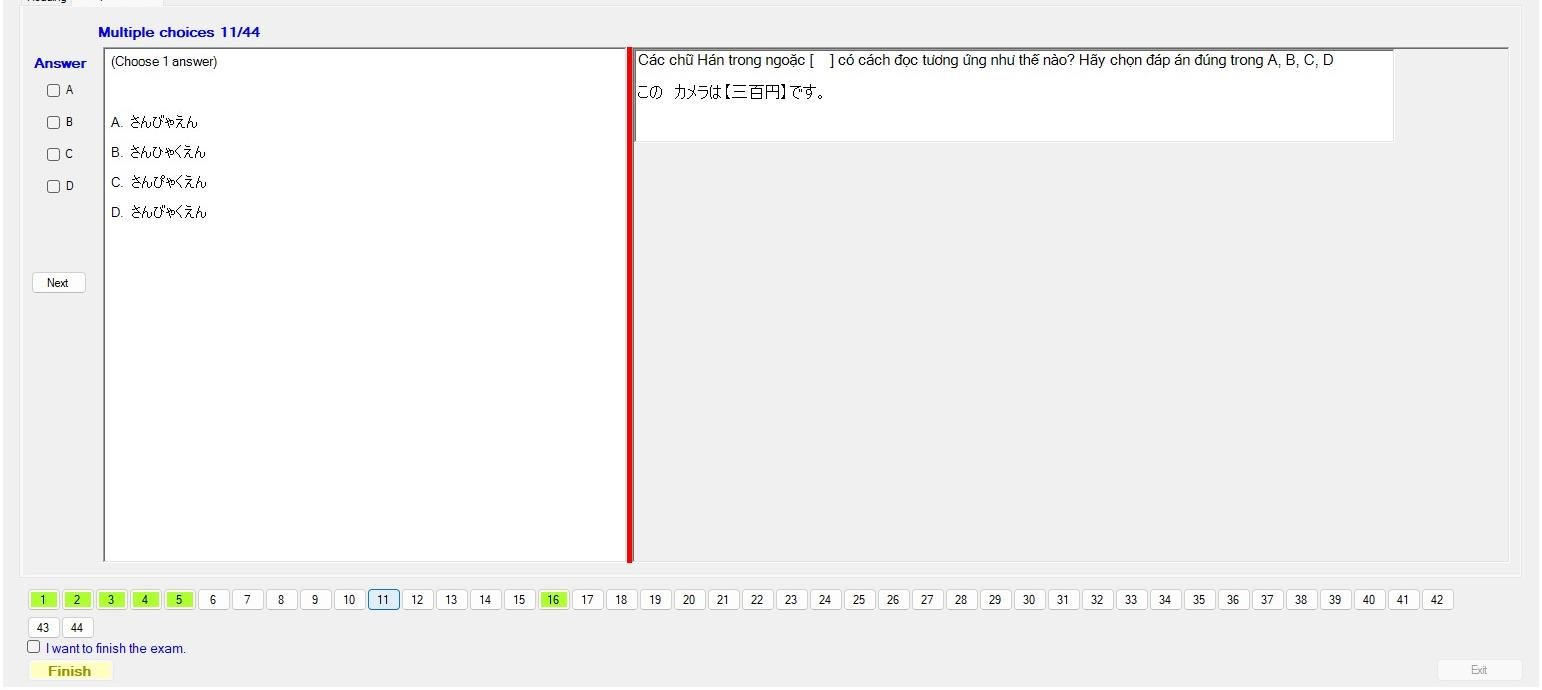 Multiple choices 11/44
Answer
A
B
C
D
Next
(Choose 1 answer)
A. さんびゃえん
B. さんひゃくえん
C. さんぴゃくえん
D. さんびゃくえん
Các chữ Hán trong ngoặc [ ] có cách đọc tương ứng như thế nào? Hãy chọn đáp án đúng trong A, B, C, D
この カメラは【三百円】です。
1 2 3 4 5 6 7 8 9 10 11 12 13 14 15 16 17 18 19 20 21 22 23 24 25 26 27 28 29 30 31 32 33 34 35 36 37 38 39 40 41 42
43 44
I want to finish the exam.
Finish
Exit